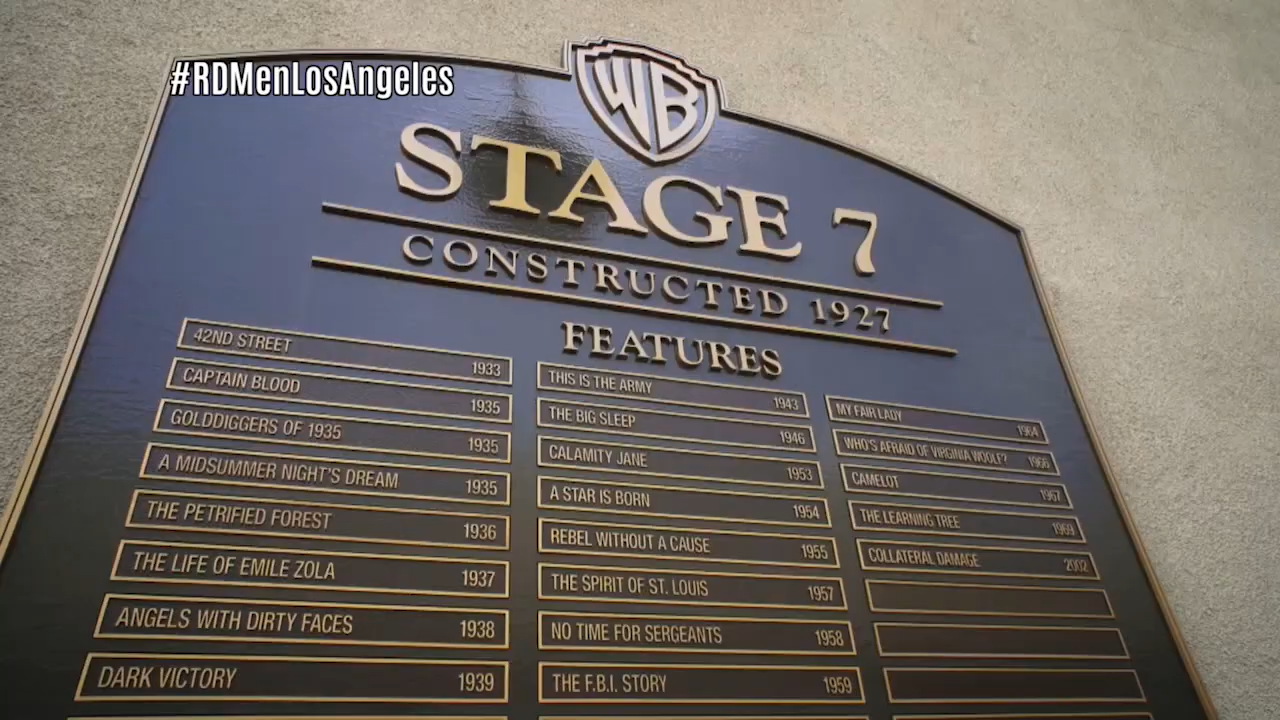 #RDMenLosAngeles
WB
STAGE 7
CONSTRUCTED 1927
FEATURES
42ND STREET 1933
CAPTAIN BLOOD 1935
GOLDDIGGERS OF 1935 1935
A MIDSUMMER NIGHT'S DREAM 1935
THE PETRIFIED FOREST 1936
THE LIFE OF EMILE ZOLA 1937
ANGELS WITH DIRTY FACES 1938
DARK VICTORY 1939
THIS IS THE ARMY 1943
THE BIG SLEEP 1946
CALAMITY JANE 1953
A STAR IS BORN 1954
REBEL WITHOUT A CAUSE 1955
THE SPIRIT OF ST. LOUIS 1957
NO TIME FOR SERGEANTS 1958
THE F.B.I. STORY 1959
MY FAIR LADY 1964
WHO'S AFRAID OF VIRGINIA WOOLF? 1966
CAMELOT 1967
THE LEARNING TREE 1969
COLLATERAL DAMAGE 2002